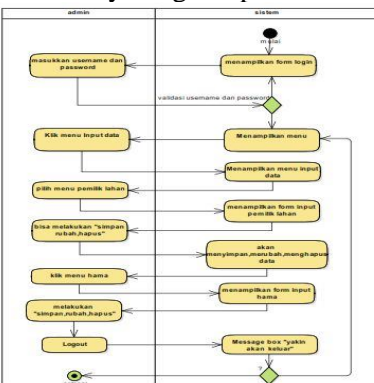 admin
sistem
mulai
menampilkan form login
masukkan username dan
password
validasi username dan password
Klik menu Input data
Menampilkan menu
Menampilkan menu input
data
pilih menu pemilik lahan
menampilkan form input
pemilik lahan
bisa melakukan "simpan
rubah,hapus"
akan
manyimpan,merubah,menghapus
data
klik menu hama
menampilkan form input
hama
melakukan
"simpan,rubah,hapus"
Logout
Message box "yakin
akan keluar"
?